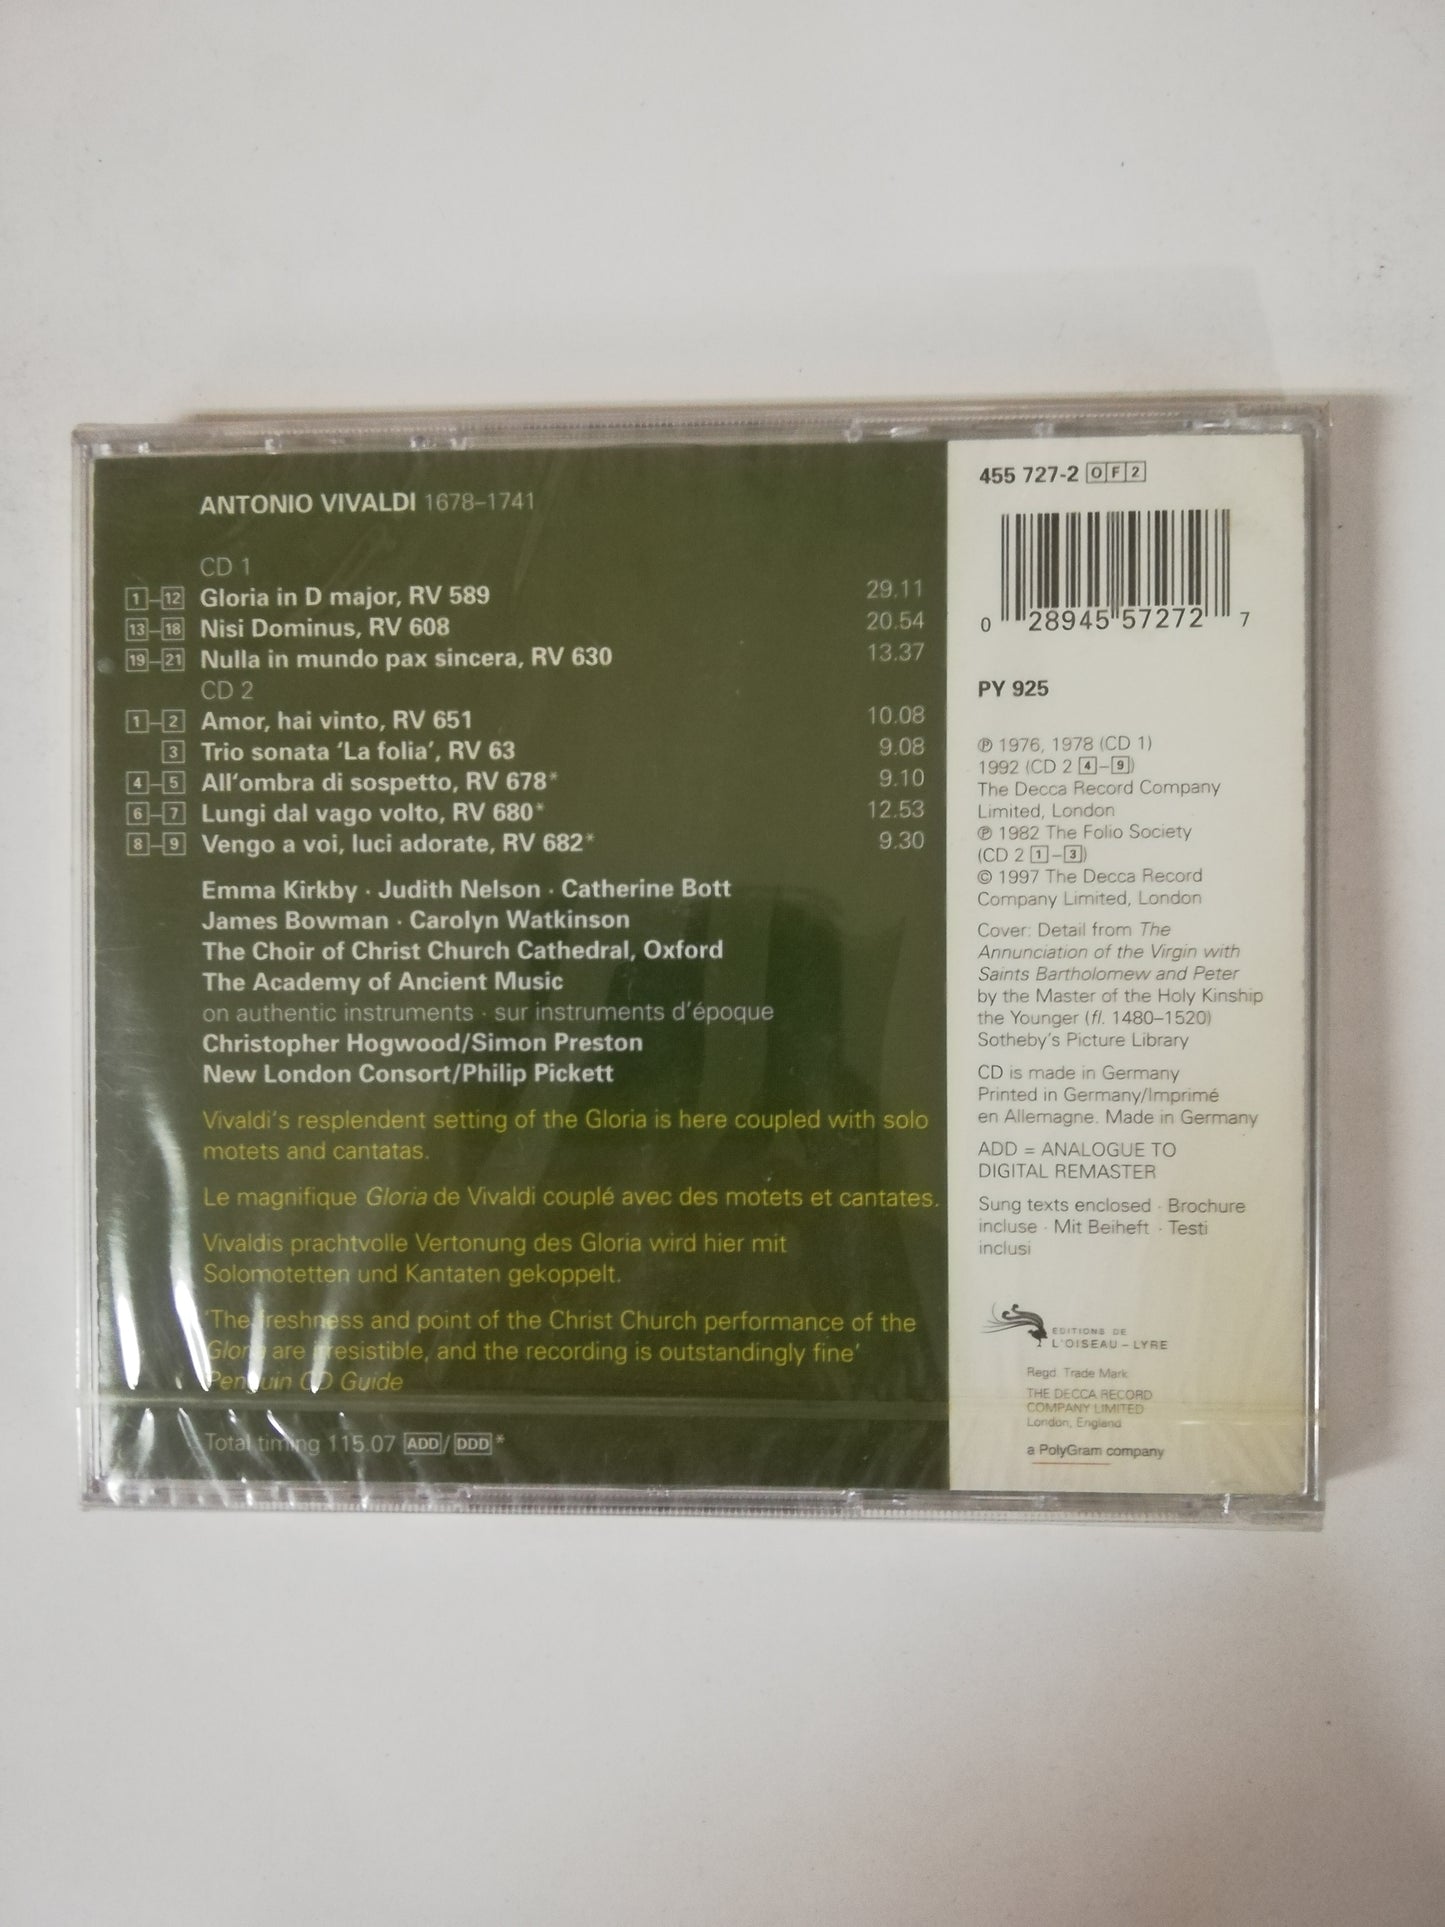 ANTONIO VIVALDI 1678–1741
CD 1
1–12 Gloria in D major, RV 589 29.11
13–18 Nisi Dominus, RV 608 20.54
19–21 Nulla in mundo pax sincera, RV 630 13.37
CD 2
1–2 Amor, hai vinto, RV 651 10.08
3 Trio sonata ‘La folia’, RV 63 9.08
4–5 All’ombra di sospetto, RV 678* 9.10
6–7 Lungi dal vago volto, RV 680* 12.53
8–9 Vengo a voi, luci adorate, RV 682* 9.30
Emma Kirkby · Judith Nelson · Catherine Bott
James Bowman · Carolyn Watkinson
The Choir of Christ Church Cathedral, Oxford
The Academy of Ancient Music
on authentic instruments · sur instruments d’époque
Christopher Hogwood/Simon Preston
New London Consort/Philip Pickett
Vivaldi’s resplendent setting of the Gloria is here coupled with solo
motets and cantatas.
Le magnifique Gloria de Vivaldi couplé avec des motets et cantates.
Vivaldis prachtvolle Vertonung des Gloria wird hier mit
Solomotetten und Kantaten gekoppelt.
‘The freshness and point of the Christ Church performance of the
Gloria are irresistible, and the recording is outstandingly fine’
Penguin CD Guide
Total timing 115.07 ADD/DDD*
455 727-2 O F 2
0 28945 57272 7
PY 925
℗ 1976, 1978 (CD 1)
1992 (CD 2 4–9)
The Decca Record Company
Limited, London
℗ 1982 The Folio Society
(CD 2 1–3)
© 1997 The Decca Record
Company Limited, London
Cover: Detail from The
Annunciation of the Virgin with
Saints Bartholomew and Peter
by the Master of the Holy Kinship
the Younger (fl. 1480–1520)
Sotheby’s Picture Library
CD is made in Germany
Printed in Germany/Imprimé
en Allemagne. Made in Germany
ADD = ANALOGUE TO
DIGITAL REMASTER
Sung texts enclosed · Brochure
incluse · Mit Beiheft · Testi
inclusi
EDITIONS DE
L’OISEAU–LYRE
Regd. Trade Mark
THE DECCA RECORD
COMPANY LIMITED
London, England
a PolyGram company